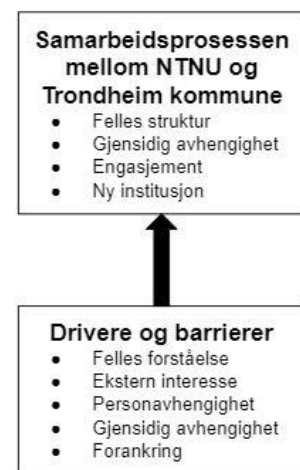 Samarbeidsprosessen
mellom NTNU og
Trondheim kommune
● Felles struktur
● Gjensidig avhengighet
● Engasjement
● Ny institusjon
Drivere og barrierer
● Felles forståelse
● Ekstern interesse
● Personavhengighet
● Gjensidig avhengighet
● Forankring